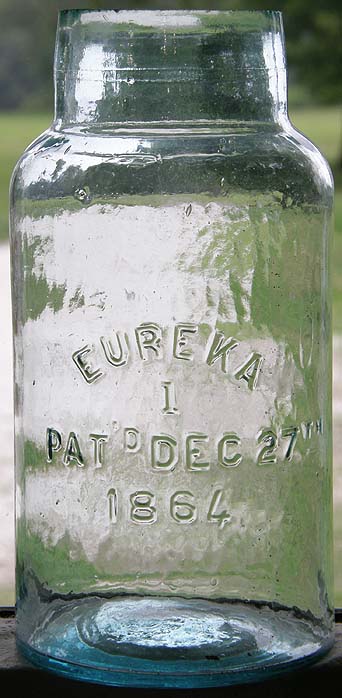 EUREKA
1
PAT'D DEC 27TH
1864